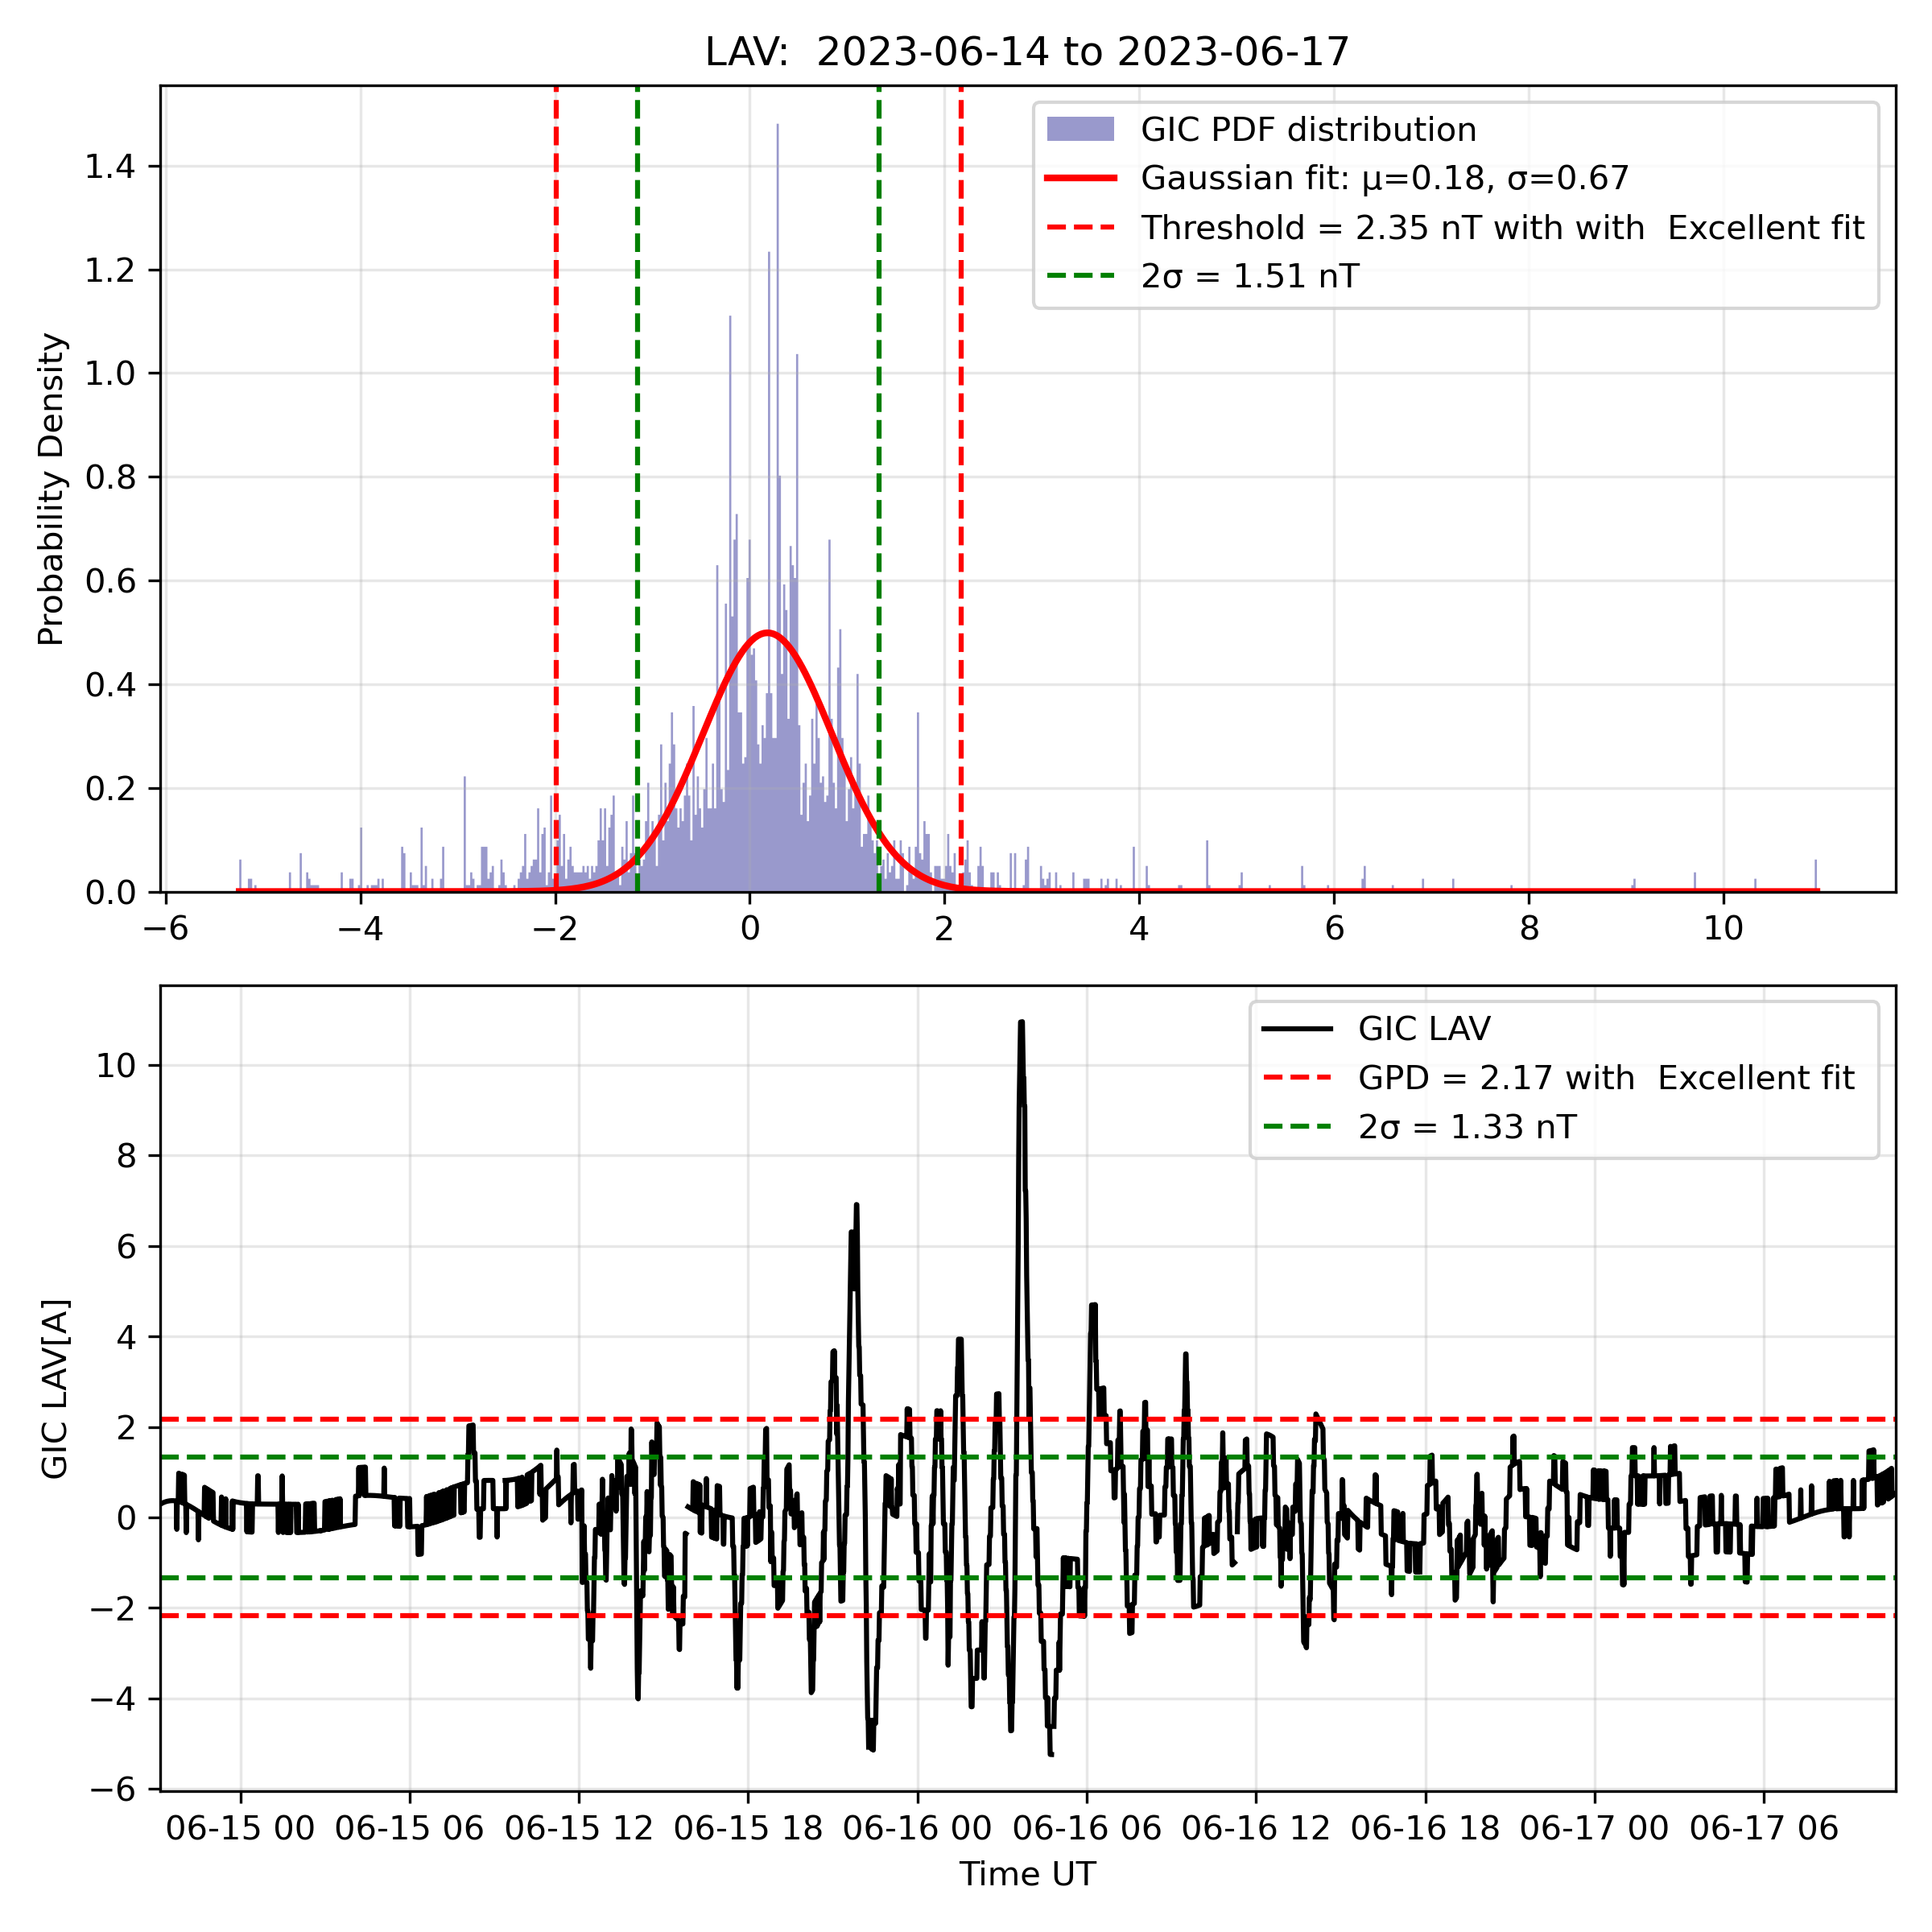 LAV:  2023-06-14 to 2023-06-17
Probability Density
1.4
1.2
1.0
0.8
0.6
0.4
0.2
0.0
GIC PDF distribution
Gaussian fit: μ=0.18, σ=0.67
Threshold = 2.35 nT with with  Excellent fit
2σ = 1.51 nT
−6 −4 −2 0 2 4 6 8 10
GIC LAV[A]
10
8
6
4
2
0
−2
−4
−6
GIC LAV
GPD = 2.17 with  Excellent fit
2σ = 1.33 nT
06-15 00 06-15 06 06-15 12 06-15 18 06-16 00 06-16 06 06-16 12 06-16 18 06-17 00 06-17 06
Time UT